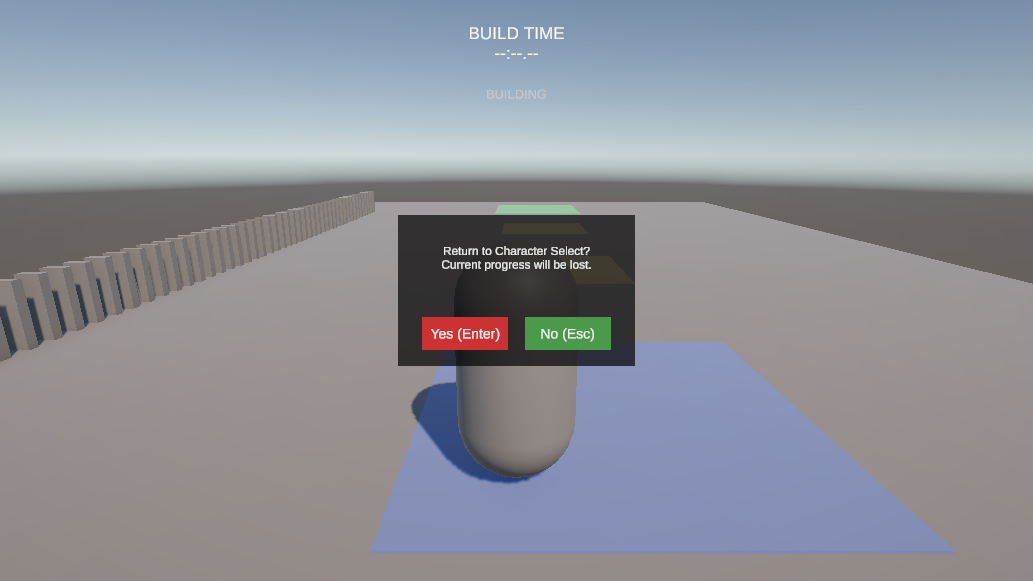 BUILD TIME
--:--.--
BUILDING
Return to Character Select?
Current progress will be lost.
Yes (Enter)
No (Esc)